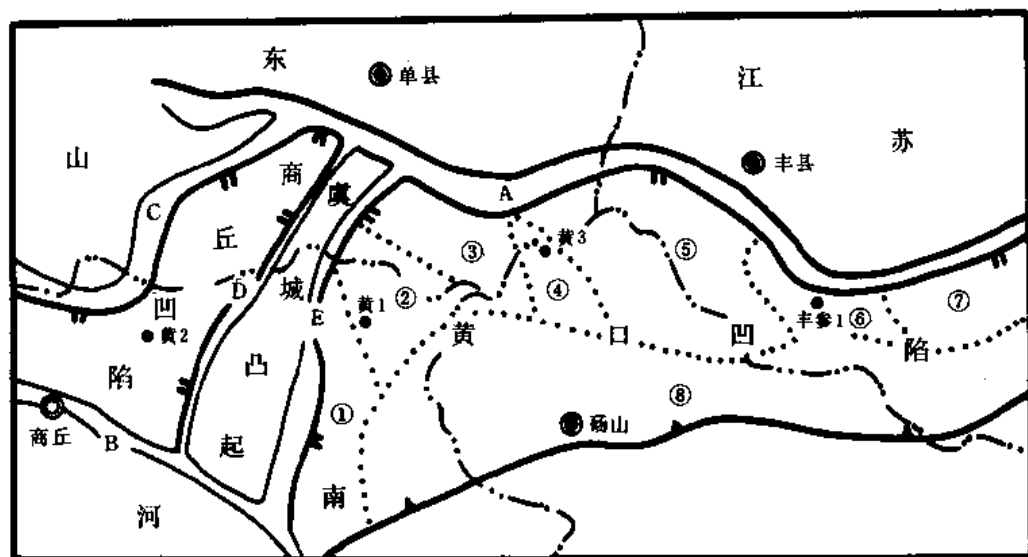 东
单县
江
苏
山
丰县
商
虞
A
C
丘
③
黄3
⑤
D
城
②
④
凹
E
黄1
丰参1
⑥
⑦
黄2
黄
口
凹
陷
陷
凸
①
⑧
商丘
B
起
砀山
河
南